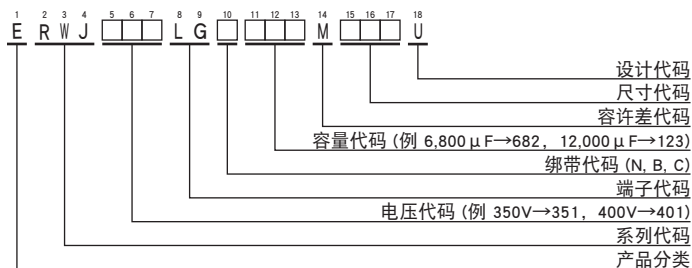 1 2 3 4 5 6 7 8 9 10 11 12 13 14 15 16 17 18
E R W J □□□ L G □ □□□ M □□□ U
设计代码
尺寸代码
容许差代码
容量代码 (例 6,800μF→682，12,000μF→123)
绑带代码 (N, B, C)
端子代码
电压代码 (例 350V→351，400V→401)
系列代码
产品分类